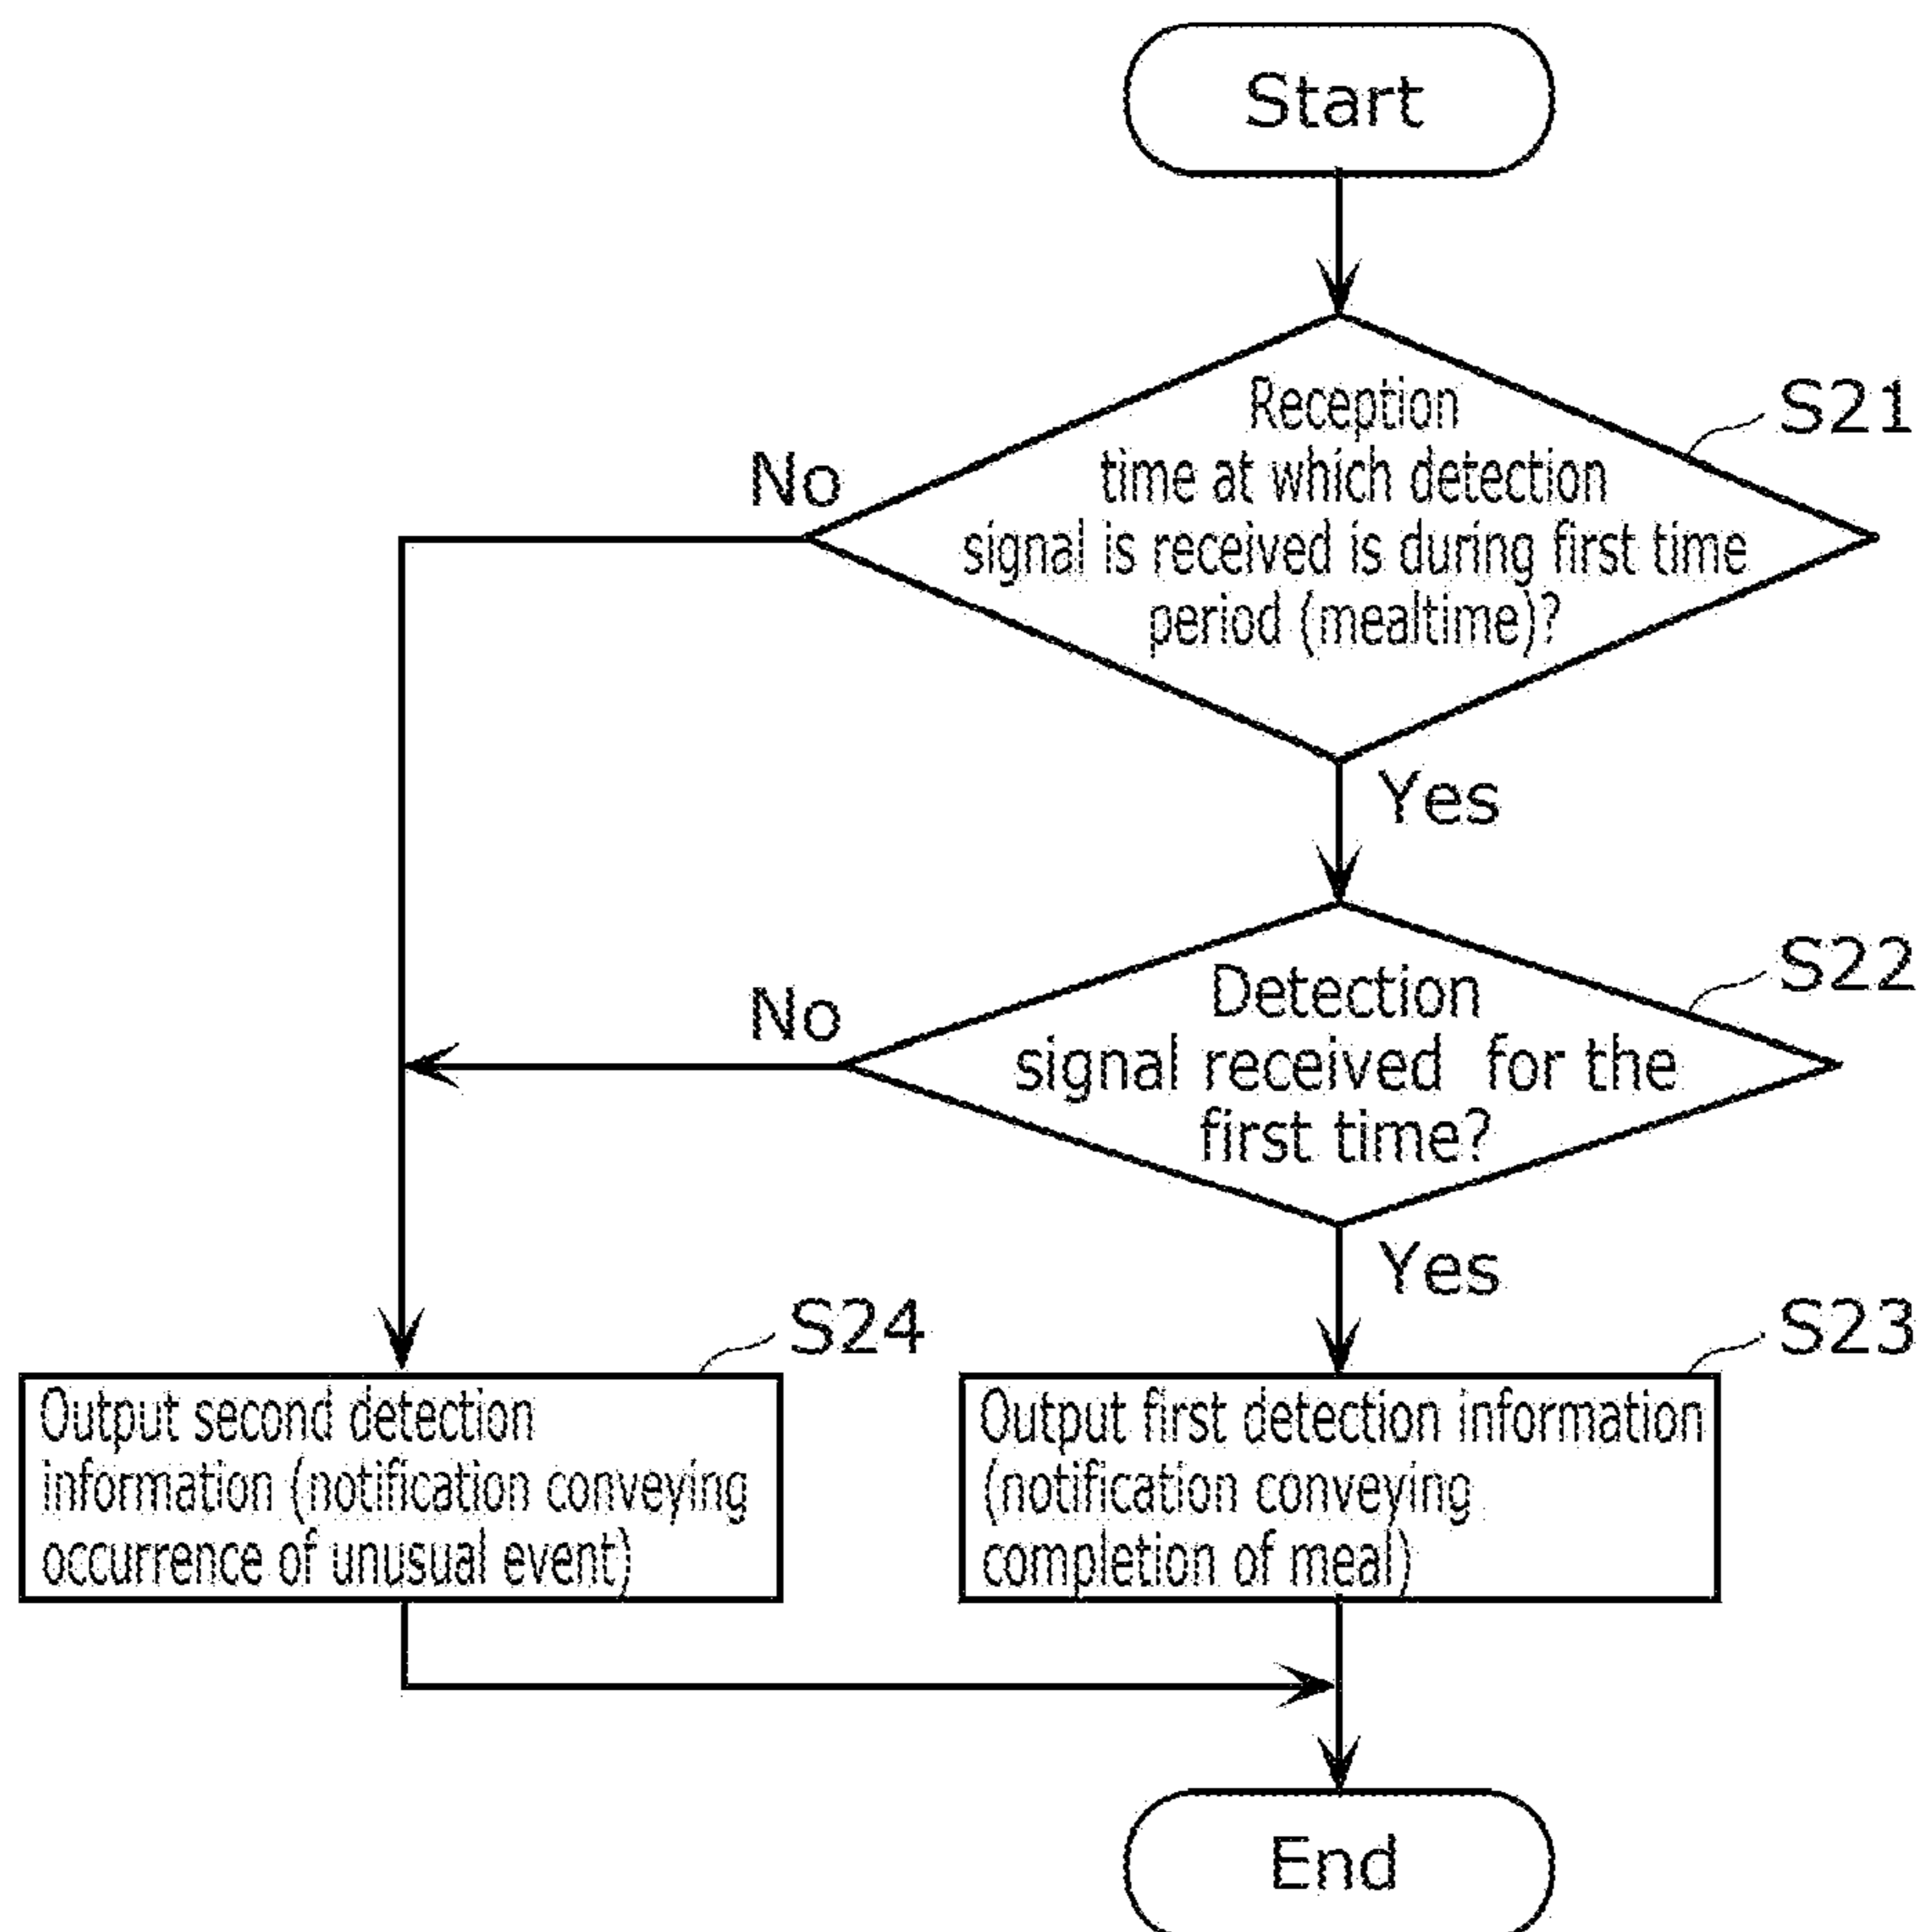 Start
Reception
time at which detection
signal is received is during first time
period (mealtime)?
S21
No
Yes
Detection
signal received for the
first time?
S22
No
Yes
S24
Output second detection
information (notification conveying
occurrence of unusual event)
S23
Output first detection information
(notification conveying
completion of meal)
End